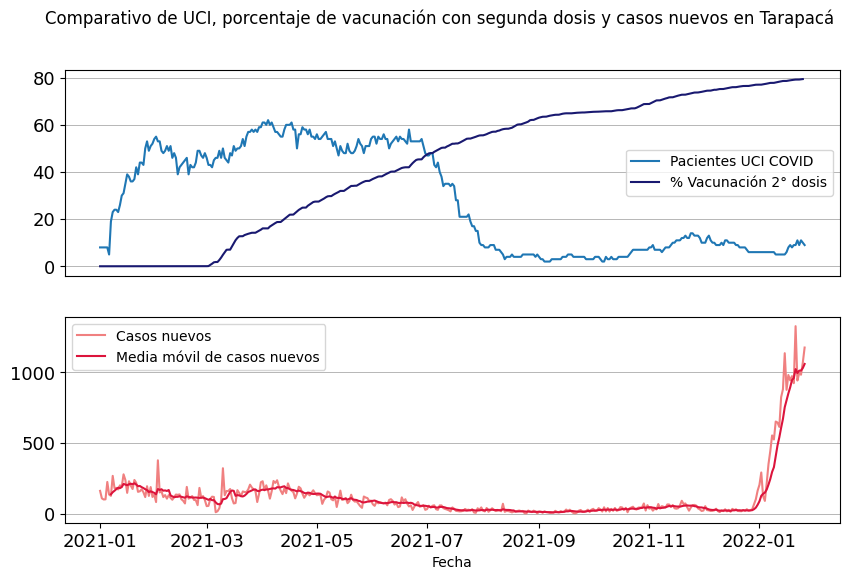 Comparativo de UCI, porcentaje de vacunación con segunda dosis y casos nuevos en Tarapacá
80
60
40
20
0
Pacientes UCI COVID
% Vacunación 2° dosis
Casos nuevos
Media móvil de casos nuevos
1000
500
0
2021-01 2021-03 2021-05 2021-07 2021-09 2021-11 2022-01
Fecha